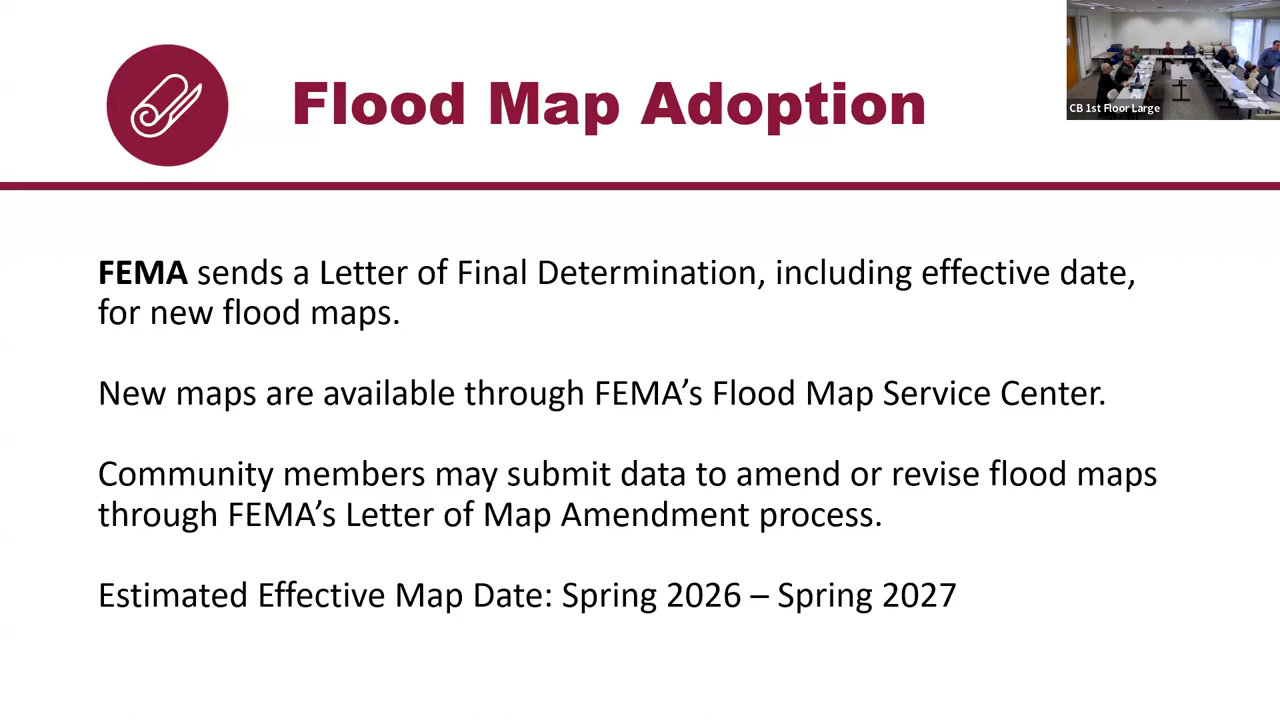 Flood Map Adoption
CB 1st Floor Large
FEMA sends a Letter of Final Determination, including effective date,
for new flood maps.
New maps are available through FEMA’s Flood Map Service Center.
Community members may submit data to amend or revise flood maps
through FEMA’s Letter of Map Amendment process.
Estimated Effective Map Date: Spring 2026 – Spring 2027